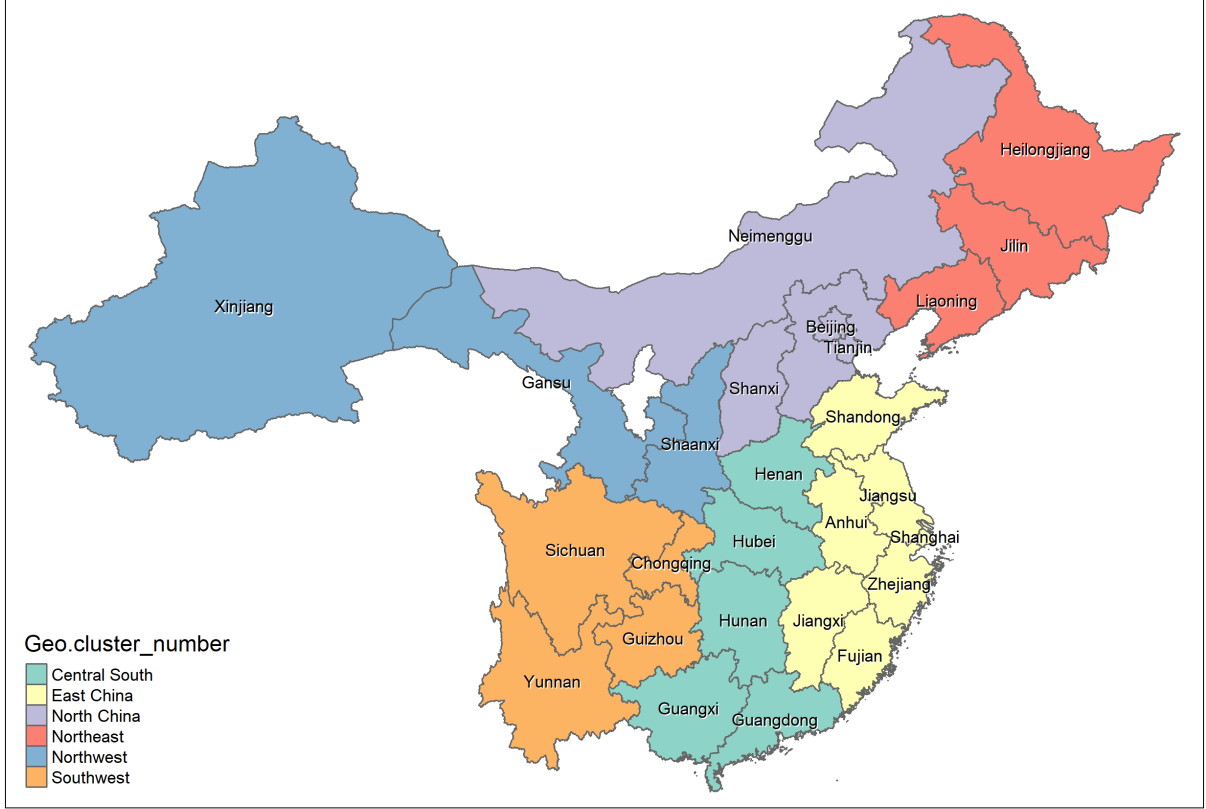 Heilongjiang
Neimenggu
Jilin
Xinjiang
Liaoning
Beijing
Tianjin
Gansu
Shanxi
Shandong
Shaanxi
Henan
Jiangsu
Anhui
Shanghai
Hubei
Sichuan
Chongqing
Zhejiang
Hunan
Jiangxi
Guizhou
Fujian
Yunnan
Guangxi
Guangdong
Geo.cluster_number
Central South
East China
North China
Northeast
Northwest
Southwest